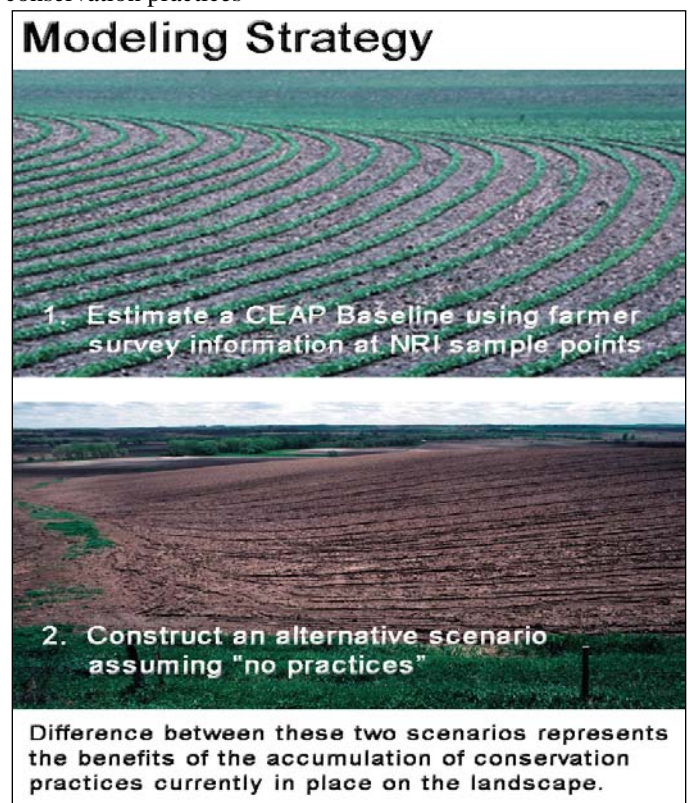 conservation practices
Modeling Strategy
1. Estimate a CEAP Baseline using farmer
survey information at NRI sample points
2. Construct an alternative scenario
assuming "no practices”
Difference between these two scenarios represents
the benefits of the accumulation of conservation
practices currently in place on the landscape.